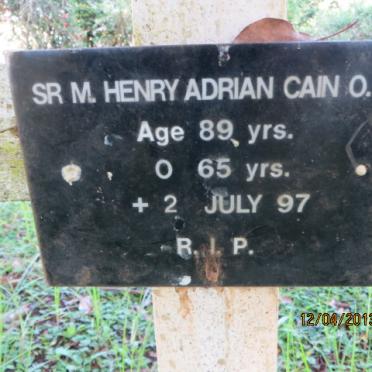 SR M. HENRY ADRIAN CAIN O.
Age 89 yrs.
O 65 yrs.
+ 2 JULY 97
R. I. P.
12/04/2013